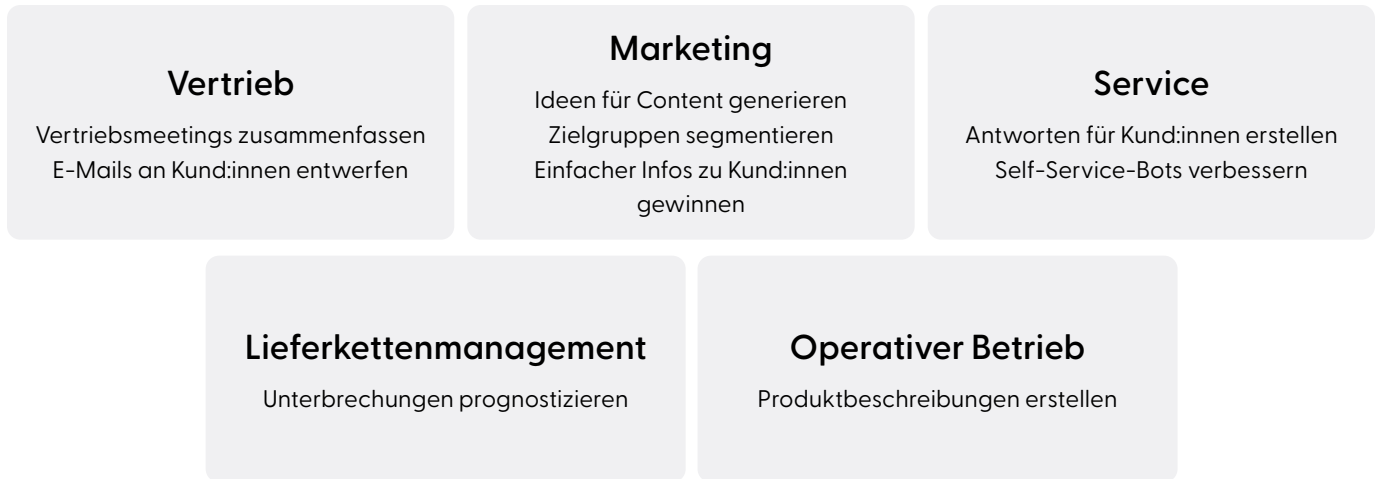 Vertrieb
Vertriebsmeetings zusammenfassen
E-Mails an Kund:innen entwerfen
Marketing
Ideen für Content generieren
Zielgruppen segmentieren
Einfacher Infos zu Kund:innen
gewinnen
Service
Antworten für Kund:innen erstellen
Self-Service-Bots verbessern
Lieferkettenmanagement
Unterbrechungen prognostizieren
Operativer Betrieb
Produktbeschreibungen erstellen